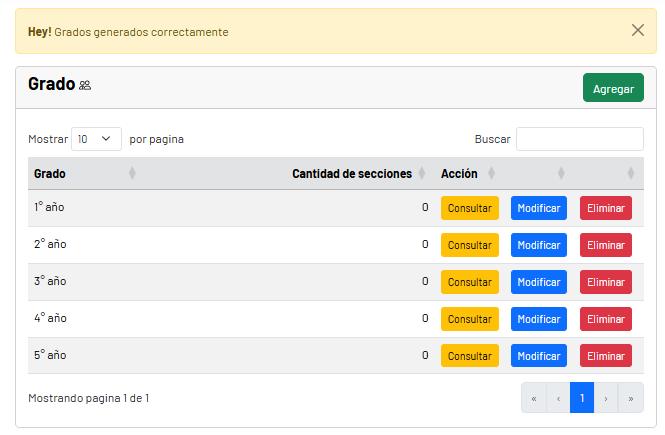 Hey! Grados generados correctamente
Grado
Agregar
Mostrar 10 por pagina
Buscar
Grado Cantidad de secciones Acción
1° año 0 Consultar Modificar Eliminar
2° año 0 Consultar Modificar Eliminar
3° año 0 Consultar Modificar Eliminar
4° año 0 Consultar Modificar Eliminar
5° año 0 Consultar Modificar Eliminar
Mostrando pagina 1 de 1
« ‹ 1 › »